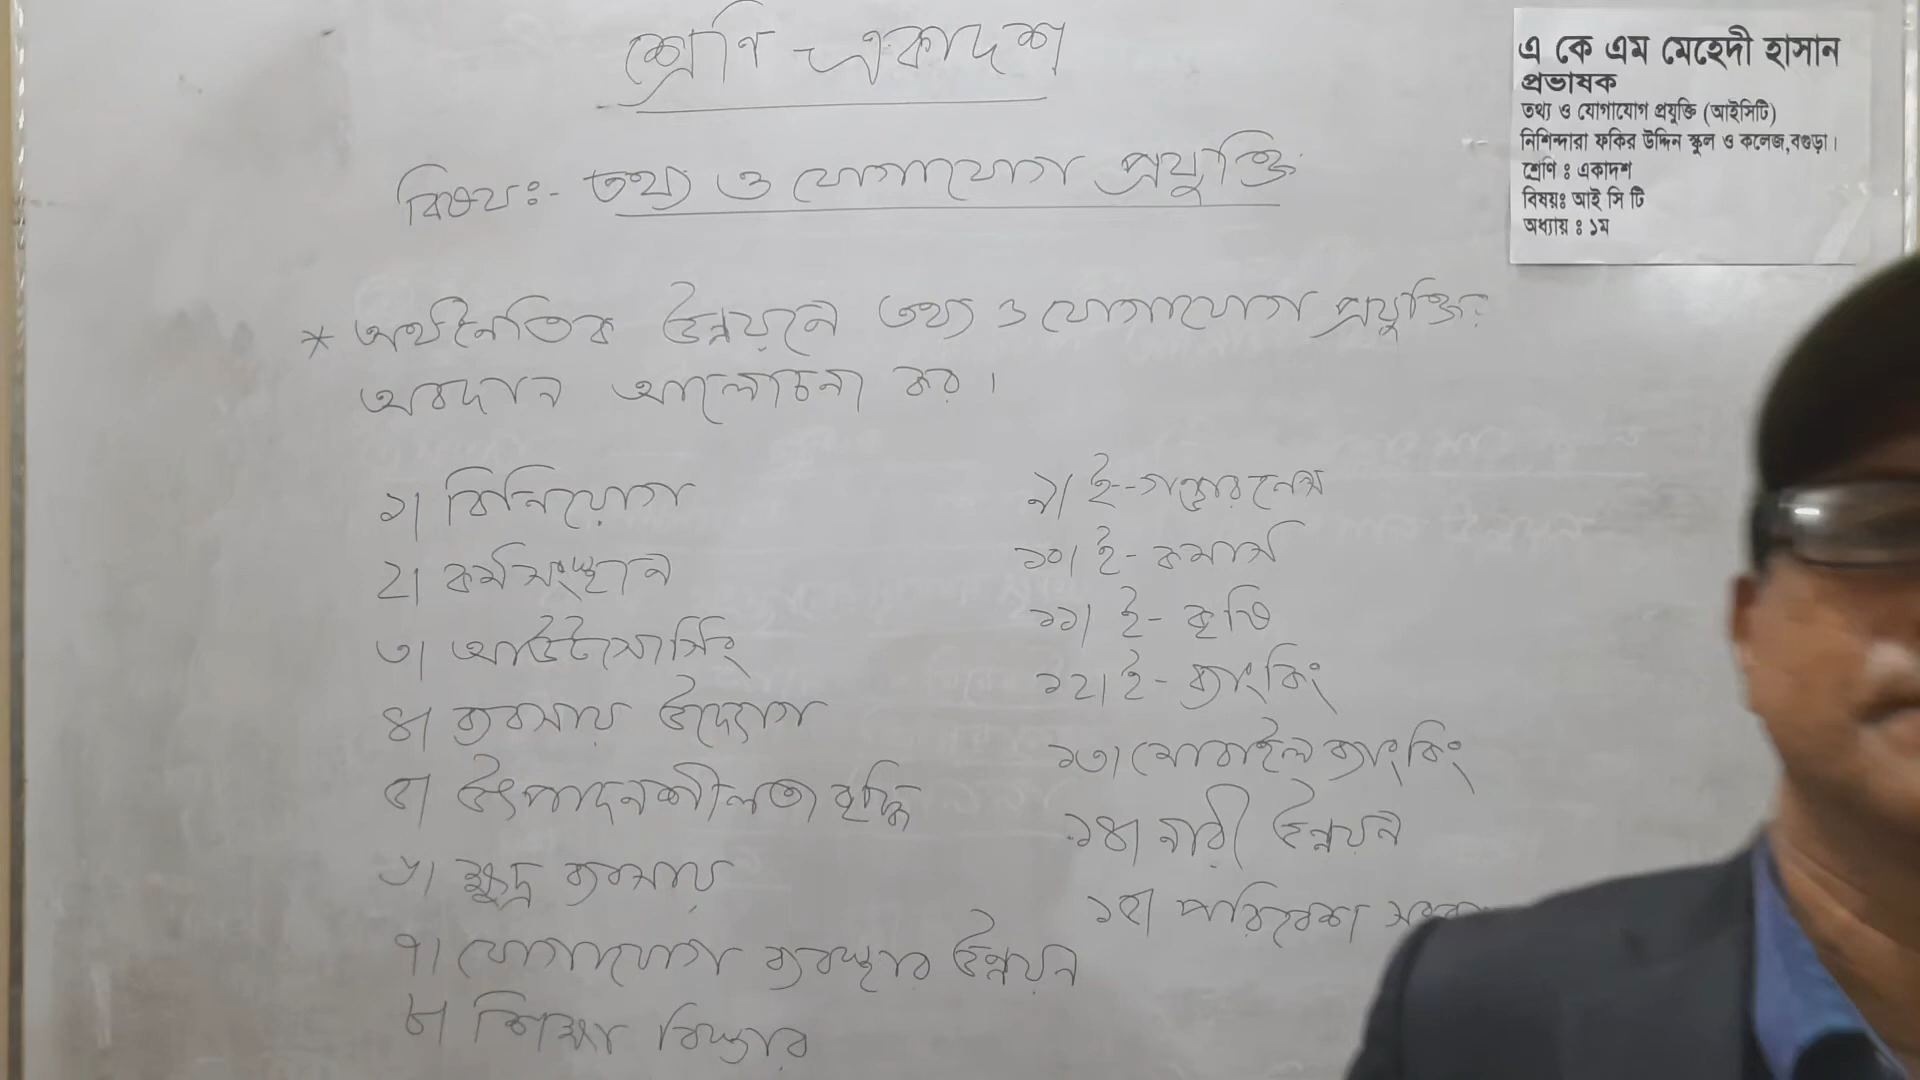 শ্রেণি - একাদশ
বিষয়ঃ- তথ্য ও যোগাযোগ প্রযুক্তি
* অর্থনৈতিক উন্নয়নে তথ্য ও যোগাযোগ প্রযুক্তির
অবদান আলোচনা কর।
১। বিনিয়োগ
২। কর্মসংস্থান
৩। আউটসোর্সিং
৪। ব্যবসায় উদ্যোগ
৫। উৎপাদনশীলতা বৃদ্ধি
৬। ক্ষুদ্র ব্যবসায়
৭। যোগাযোগ ব্যবস্থার উন্নয়ন
৮। শিক্ষা বিস্তার
৯। ই-গভারনেন্স
১০। ই-কমার্স
১১। ই-কৃষি
১২। ই-ব্যাংকিং
১৩। মোবাইল ব্যাংকিং
১৪। নারী উন্নয়ন
১৫। পরিবেশ
এ কে এম মেহেদী হাসান
প্রভাষক
তথ্য ও যোগাযোগ প্রযুক্তি (আইসিটি)
নিশিন্দারা ফকির উদ্দিন স্কুল ও কলেজ,বগুড়া।
শ্রেণি ঃ একাদশ
বিষয়ঃ আই সি টি
অধ্যায় ঃ ১ম